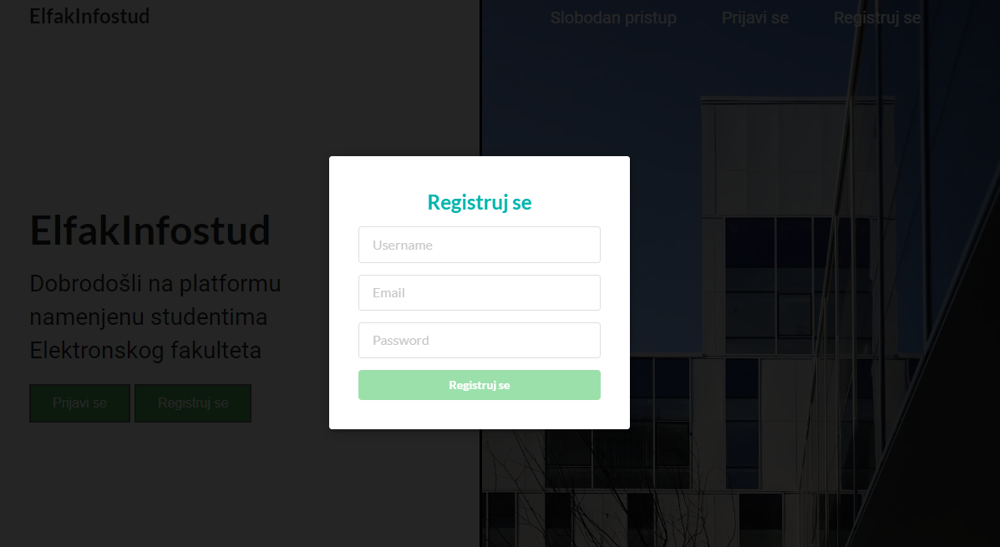 ElfakInfostud
Slobodan pristup
Prijavi se
Registruj se
ElfakInfostud
Dobrodošli na platformu
namenjenu studentima
Elektronskog fakulteta
Prijavi se
Registruj se
Registruj se
Username
Email
Password
Registruj se